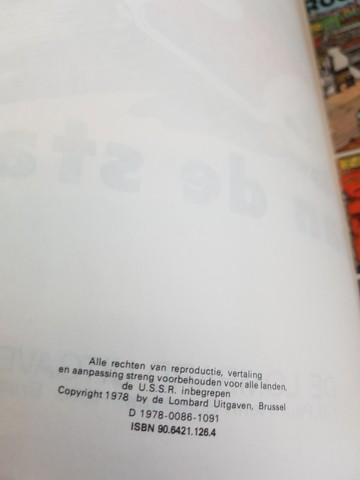 Alle rechten van reproductie, vertaling
en aanpassing streng voorbehouden voor alle landen,
de U.S.S.R. inbegrepen
Copyright 1978 by de Lombard Uitgaven, Brussel
D 1978-0086-1091
ISBN 90.6421.126.4